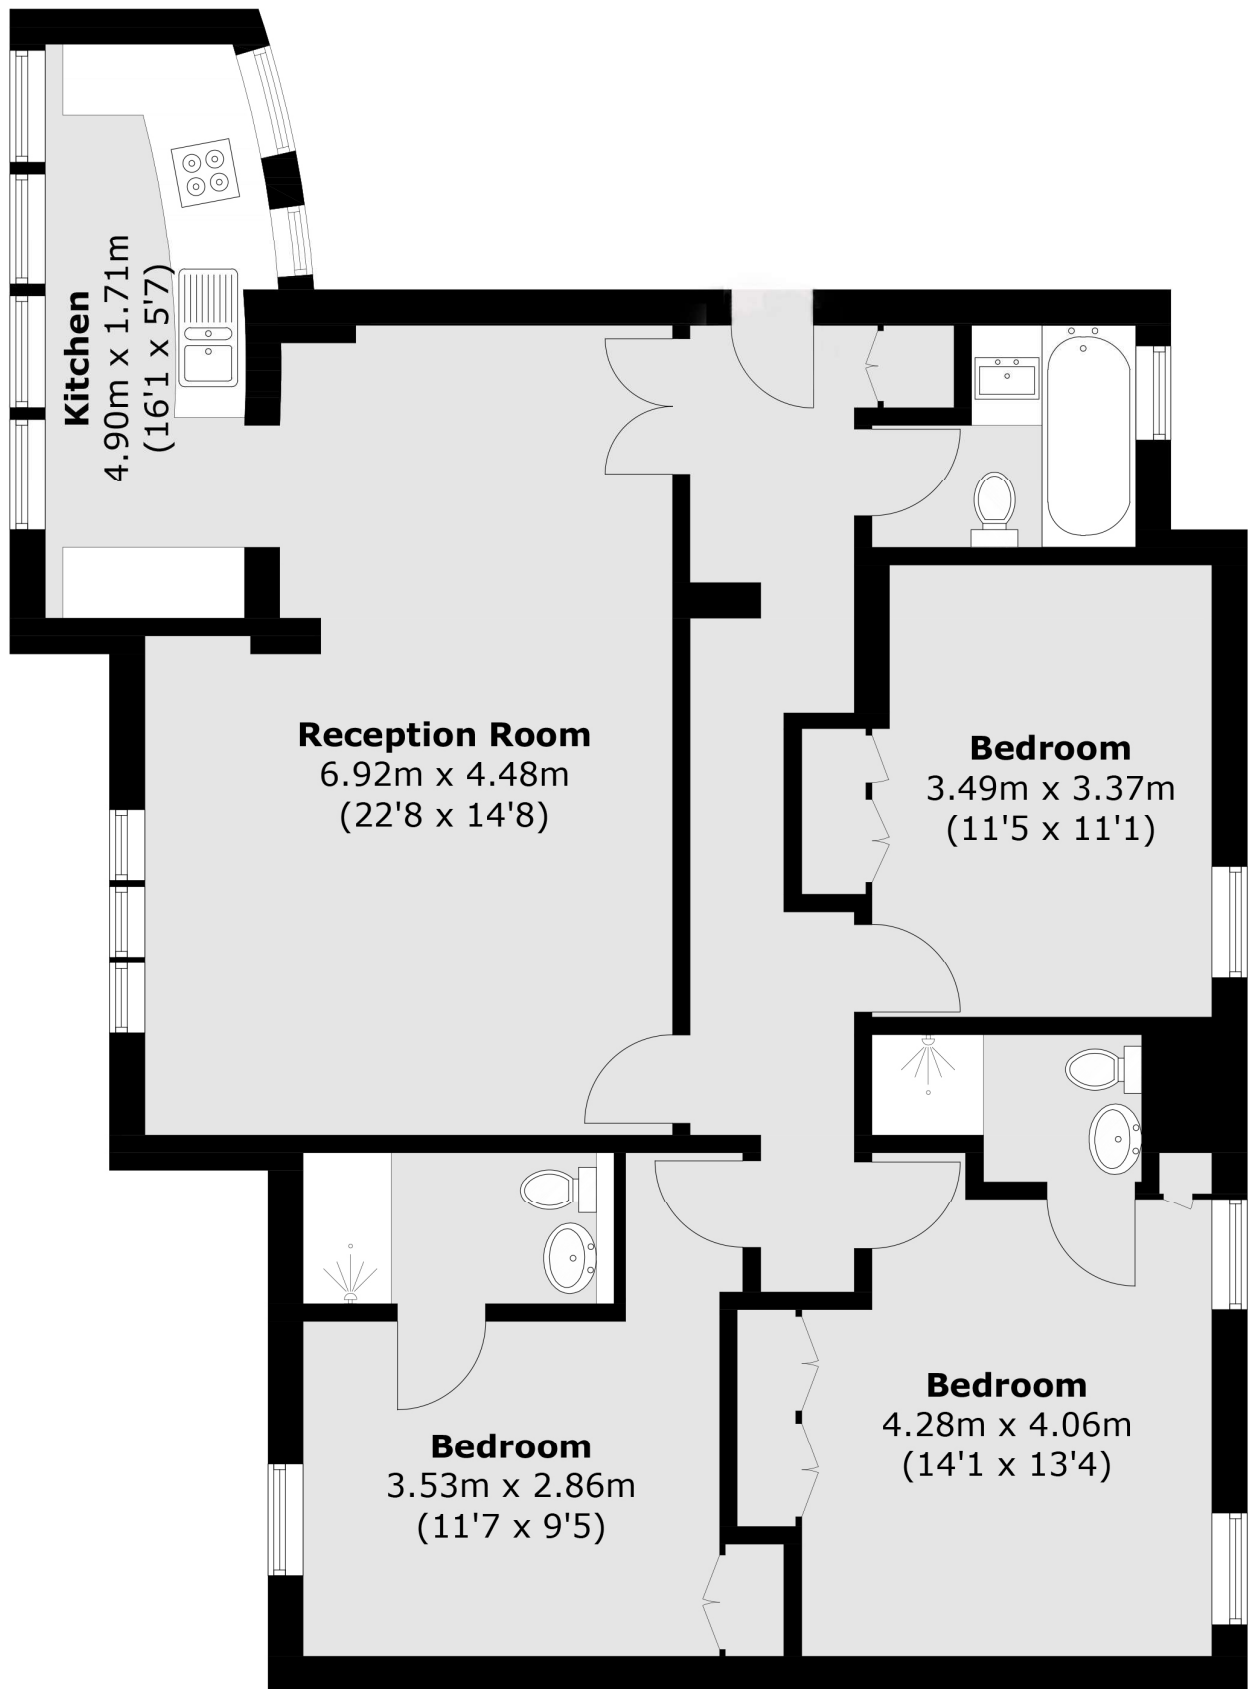 Kitchen
4.90m x 1.71m
(16'1 x 5'7)
Reception Room
6.92m x 4.48m
(22'8 x 14'8)
Bedroom
3.49m x 3.37m
(11'5 x 11'1)
Bedroom
4.28m x 4.06m
(14'1 x 13'4)
Bedroom
3.53m x 2.86m
(11'7 x 9'5)